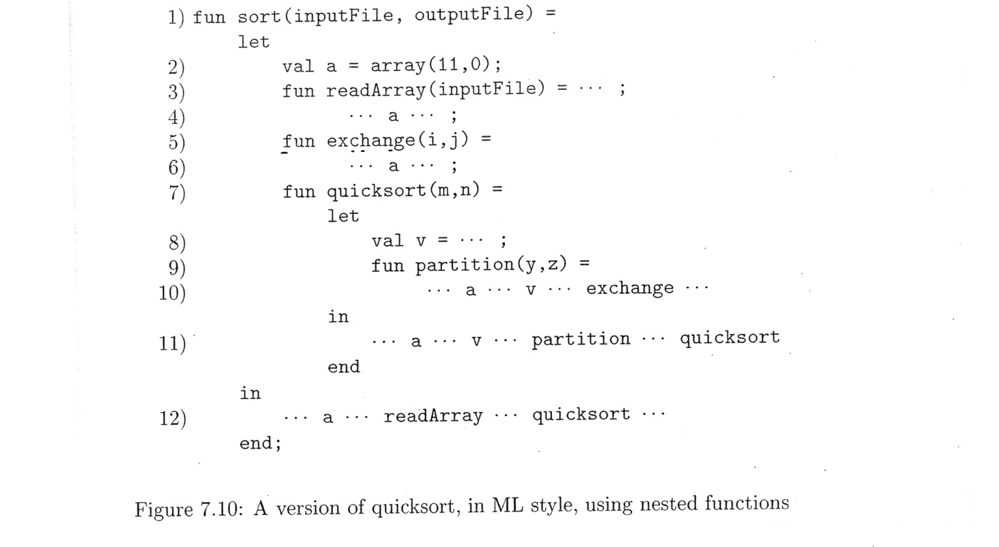 1) fun sort(inputFile, outputFile) =
let
2) val a = array(11,0);
3) fun readArray(inputFile) = ··· ;
4) ··· a ··· ;
5) fun exchange(i,j) =
6) ··· a ··· ;
7) fun quicksort(m,n) =
let
8) val v = ··· ;
9) fun partition(y,z) =
10) ··· a ··· v ··· exchange ···
in
11) ··· a ··· v ··· partition ··· quicksort
end
in
12) ··· a ··· readArray ··· quicksort ···
end;
Figure 7.10: A version of quicksort, in ML style, using nested functions